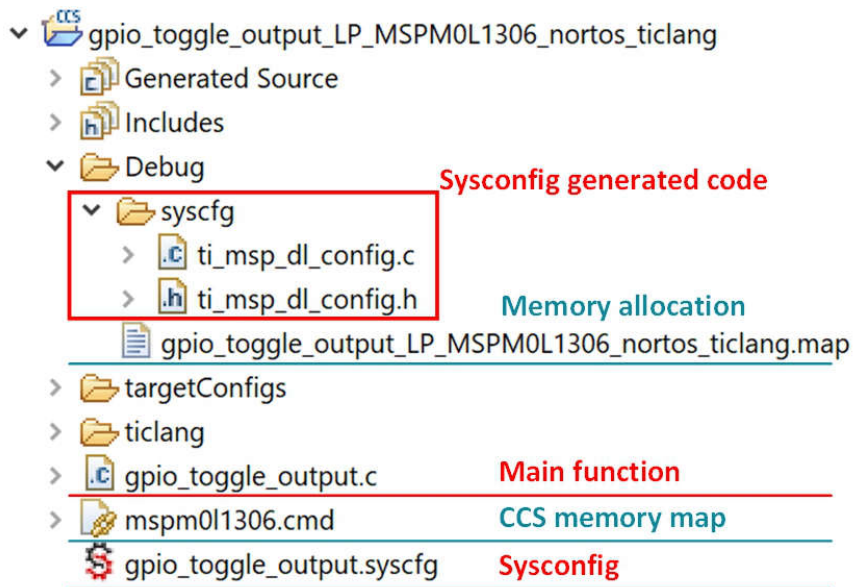 CCS
gpio_toggle_output_LP_MSPM0L1306_nortos_ticlang
Generated Source
Includes
Debug
Sysconfig generated code
syscfg
ti_msp_dl_config.c
ti_msp_dl_config.h
Memory allocation
gpio_toggle_output_LP_MSPM0L1306_nortos_ticlang.map
targetConfigs
ticlang
gpio_toggle_output.c Main function
mspm0l1306.cmd CCS memory map
gpio_toggle_output.syscfg Sysconfig